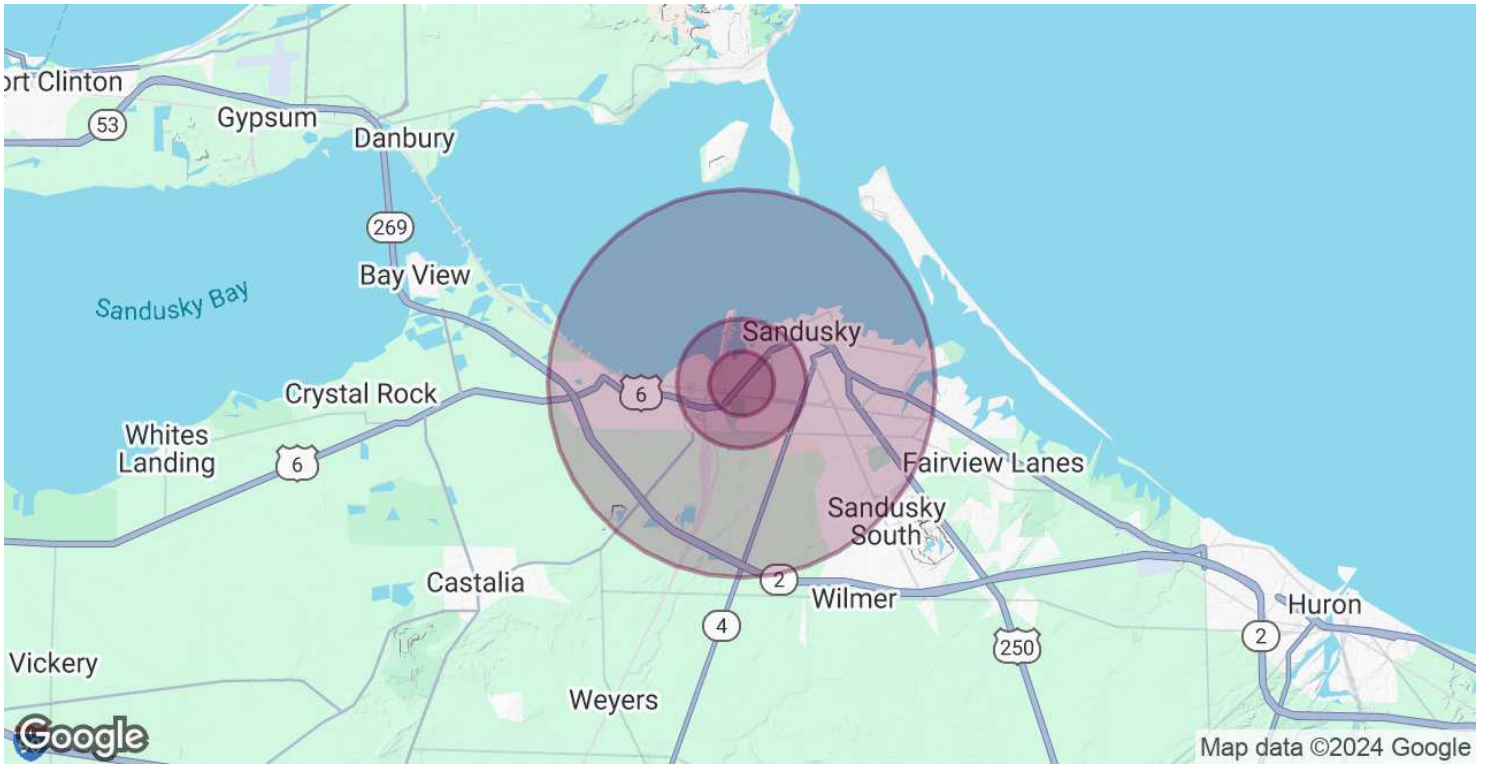 ort Clinton
53
Gypsum
Danbury
269
Bay View
Sandusky Bay
Sandusky
Crystal Rock
6
Whites
Landing
6
Fairview Lanes
Sandusky
South
Castalia
2
Wilmer
4
250
Huron
2
Vickery
Weyers
Google
Map data ©2024 Google